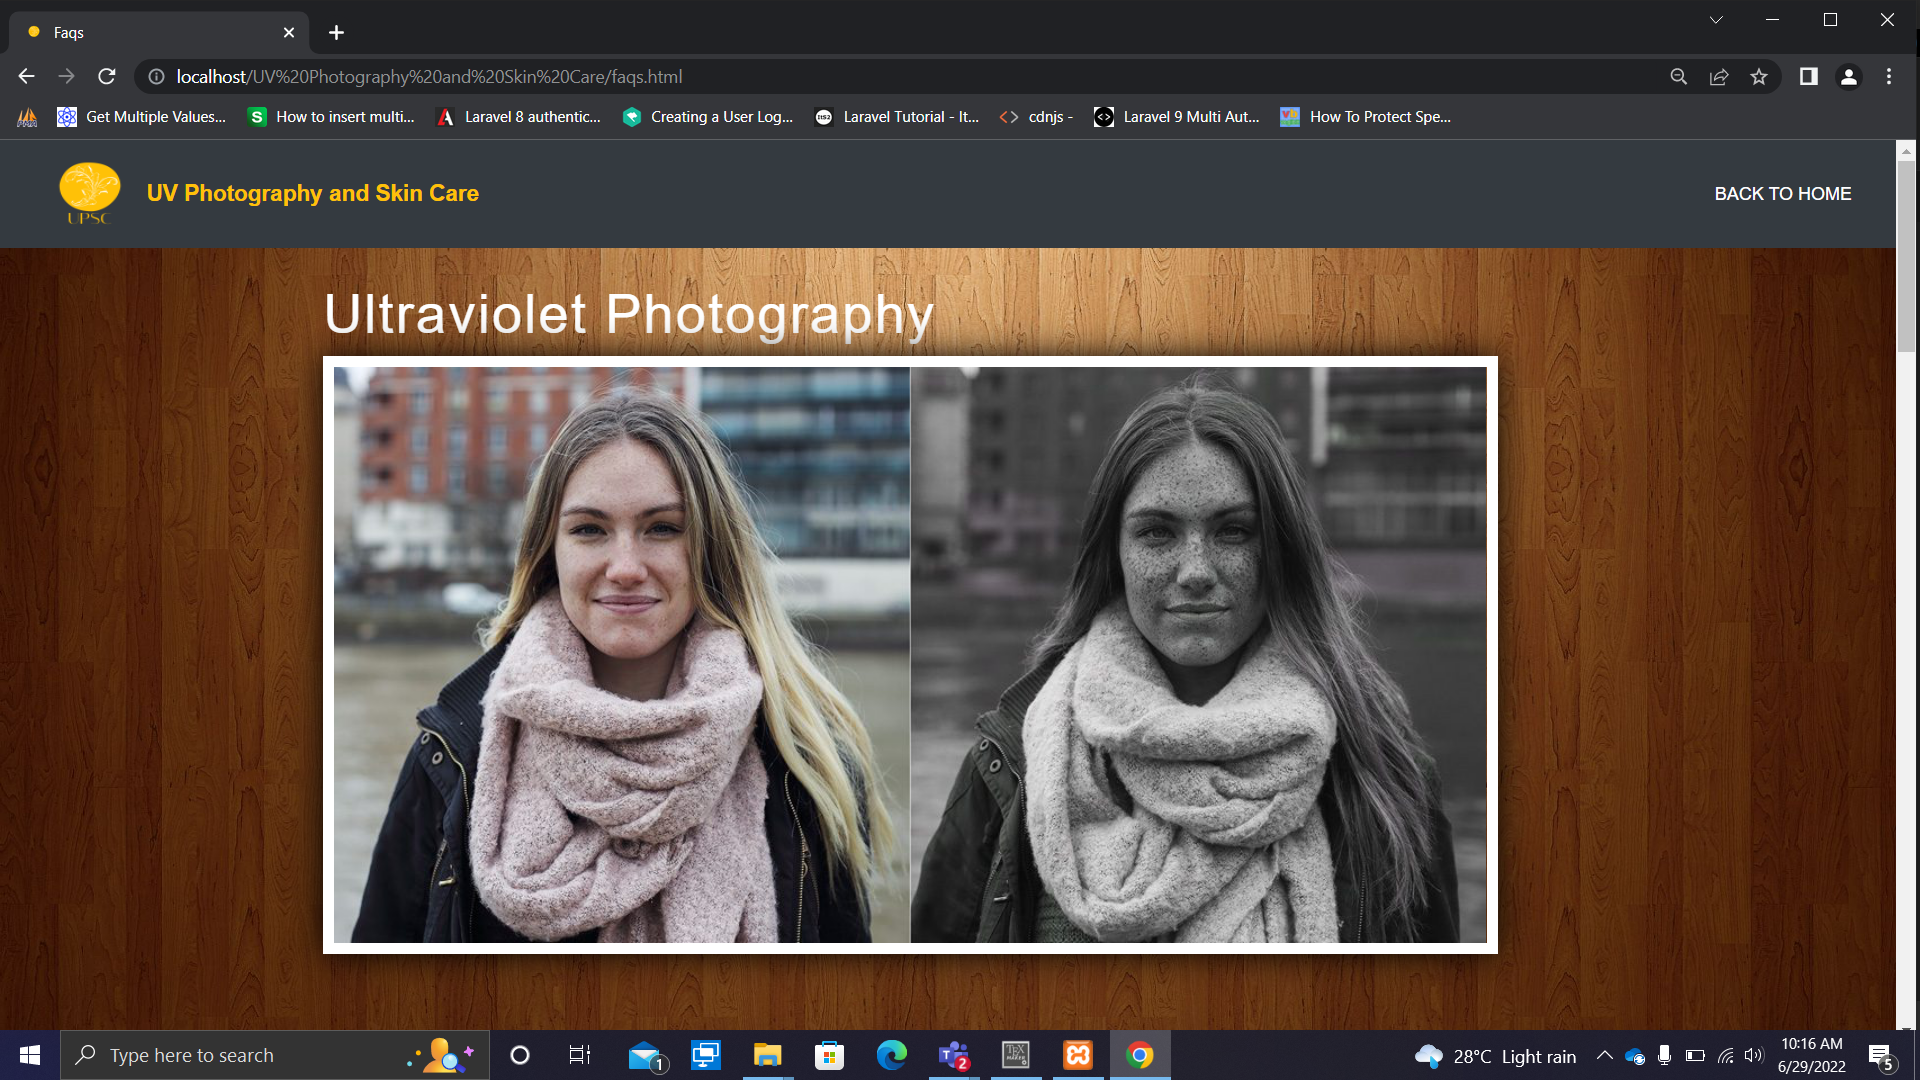 Faqs
localhost/UV%20Photography%20and%20Skin%20Care/faqs.html
PMA
Get Multiple Values...
S
How to insert multi...
Laravel 8 authentic...
Creating a User Log...
Laravel Tutorial - It...
cdnjs -
Laravel 9 Multi Aut...
How To Protect Spe...
UPSC
UV Photography and Skin Care
BACK TO HOME
Ultraviolet Photography
Type here to search
1
2
28°C Light rain
10:16 AM
6/29/2022
5